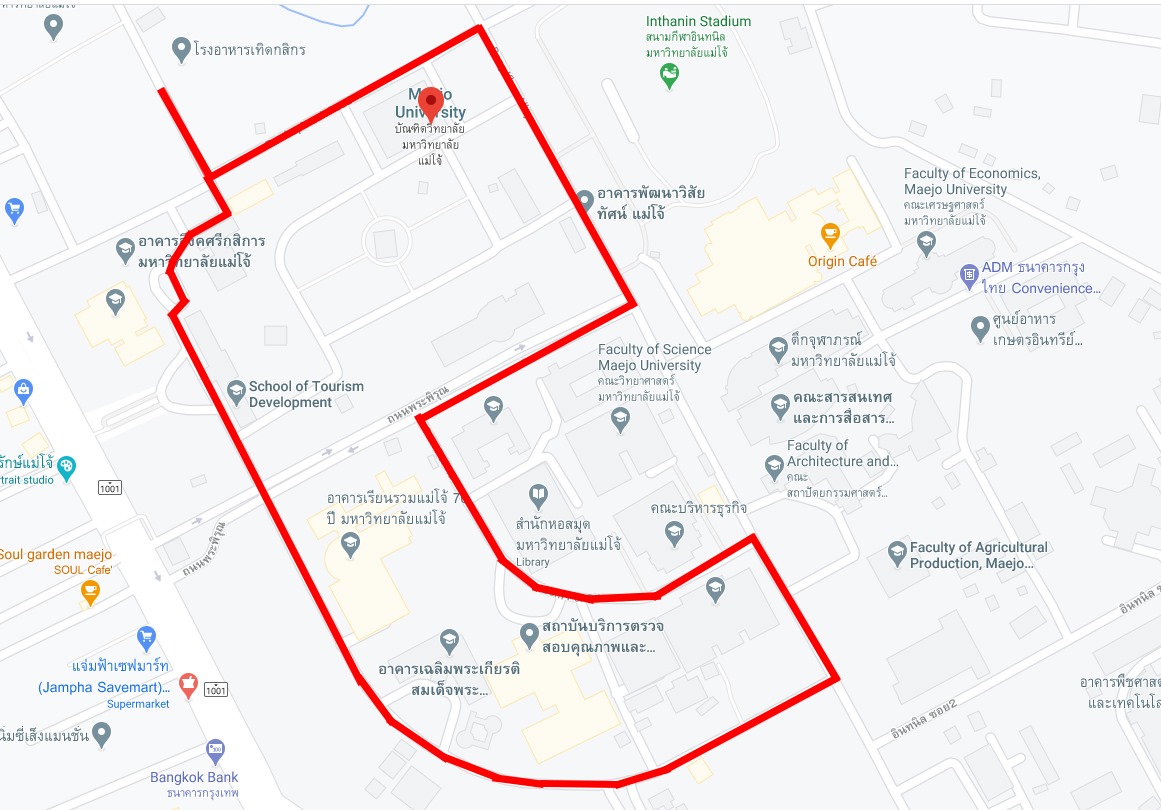 มหาวิทยาลัยแม่โจ้
โรงอาหารเทิดกสิกร
Inthanin Stadium
สนามกีฬาอินทนิล
มหาวิทยาลัยแม่โจ้
University
บัณฑิตวิทยาลัย
มหาวิทยาลัย
แม่โจ้
อาคารพัฒนาวิสัย
ทัศน์ แม่โจ้
Faculty of Economics,
Maejo University
คณะเศรษฐศาสตร์
มหาวิทยาลัยแม่โจ้
มหาวิทยาลัยแม่โจ้
Origin Café
ADM ธนาคารกรุง
ไทย Convenience...
ศูนย์อาหาร
เกษตรอินทรีย์...
ตึกจุฬาภรณ์
มหาวิทยาลัยแม่โจ้
Faculty of Science
Maejo University
คณะวิทยาศาสตร์
มหาวิทยาลัยแม่โจ้
School of Tourism
Development
ถนนพระพิรุณ
คณะสารสนเทศ
และการสื่อสาร...
Faculty of
Architecture and...
คณะ
สถาปัตยกรรมศาสตร์...
รักษ์แม่โจ้
trait studio
1001
อาคารเรียนรวมแม่โจ้ 70
ปี มหาวิทยาลัยแม่โจ้
สำนักหอสมุด
มหาวิทยาลัยแม่โจ้
Library
คณะบริหารธุรกิจ
ถนนพระพิรุณ
Soul garden maejo
SOUL Cafe'
Faculty of Agricultural
Production, Maejo...
อินทนิล ซ
สถาบันบริการตรวจ
สอบคุณภาพและ...
อาคารเฉลิมพระเกียรติ
สมเด็จพระ...
แจ่มฟ้าเซฟมาร์ท
(Jampha Savemart)...
Supermarket
1001
อาคารพืชศาสต
และเทคโนโล
อินทนิล ซอย2
นิ่มซี่เส็งแมนชั่น
Bangkok Bank
ธนาคารกรุงเทพ